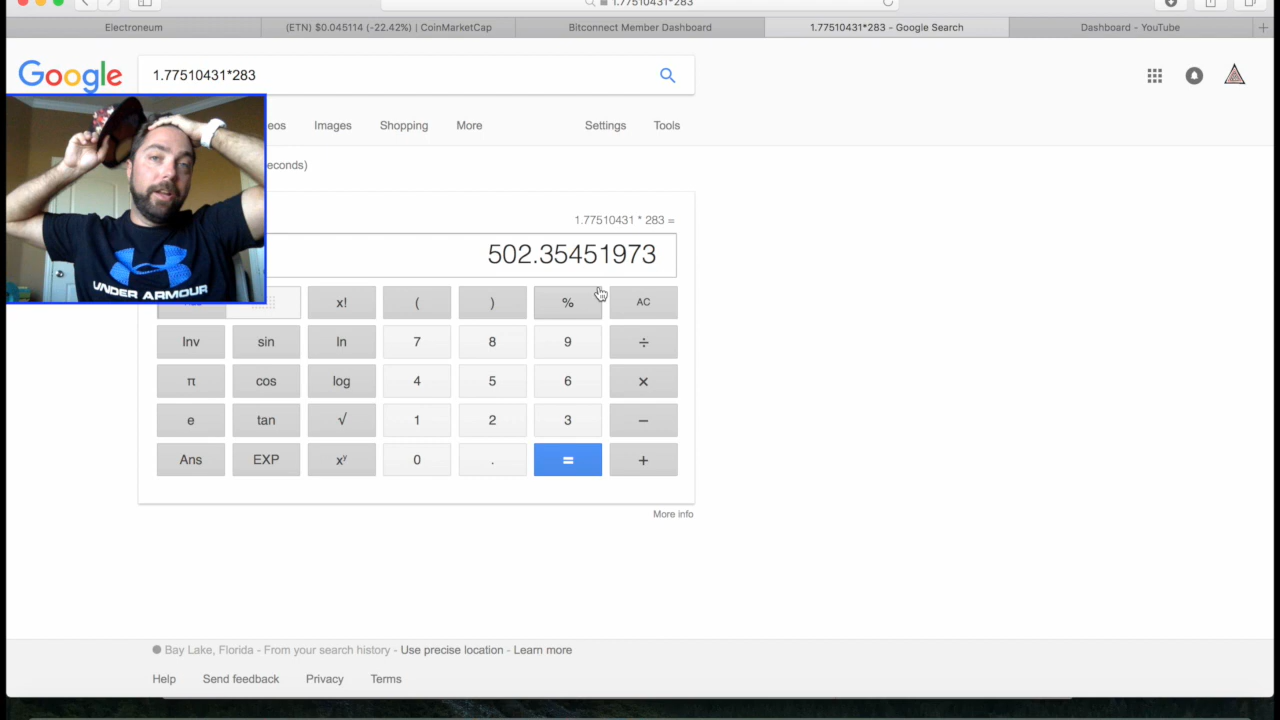 1.77510431*283
Electroneum
(ETN) $0.045114 (-22.42%) | CoinMarketCap
Bitconnect Member Dashboard
1.77510431*283 - Google Search
Dashboard - YouTube
+
Google
1.77510431*283
eos
Images
Shopping
More
Settings
Tools
econds)
1.77510431 * 283 =
502.35451973
UNDER ARMOUR
x!
(
)
%
AC
Inv
sin
ln
7
8
9
÷
π
cos
log
4
5
6
×
e
tan
√
1
2
3
−
Ans
EXP
xʸ
0
.
=
+
More info
Bay Lake, Florida - From your search history - Use precise location - Learn more
Help
Send feedback
Privacy
Terms